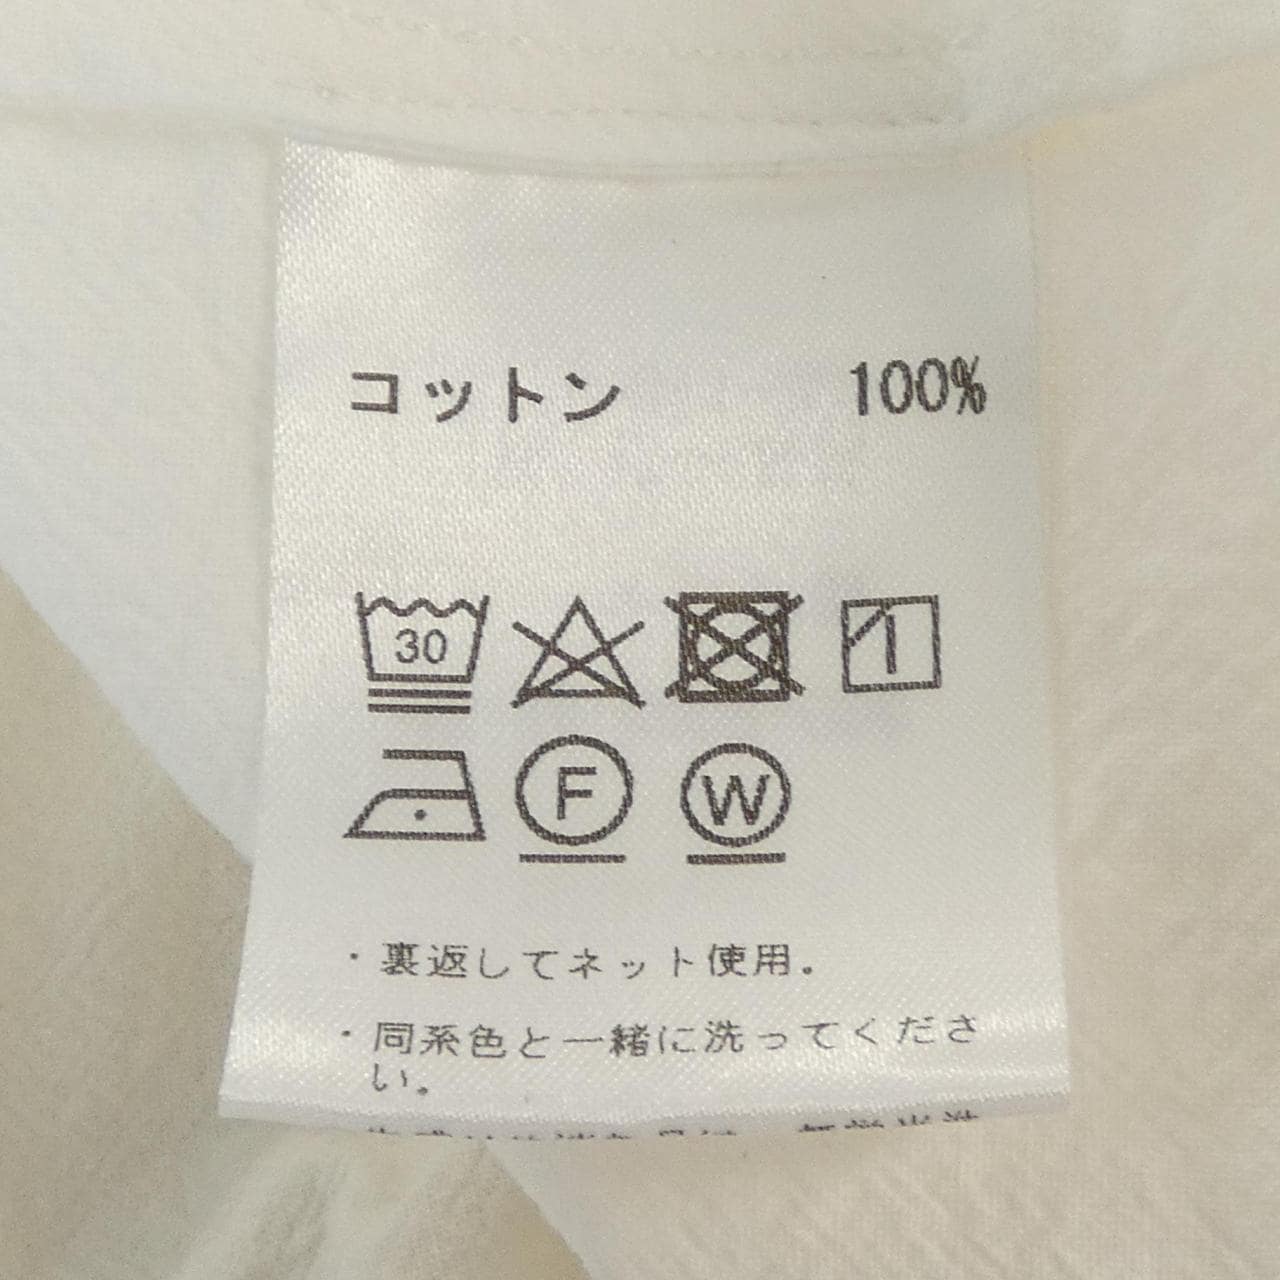 コットン 100%
30
F W
・裏返してネット使用。
・同系色と一緒に洗ってくださ
い。